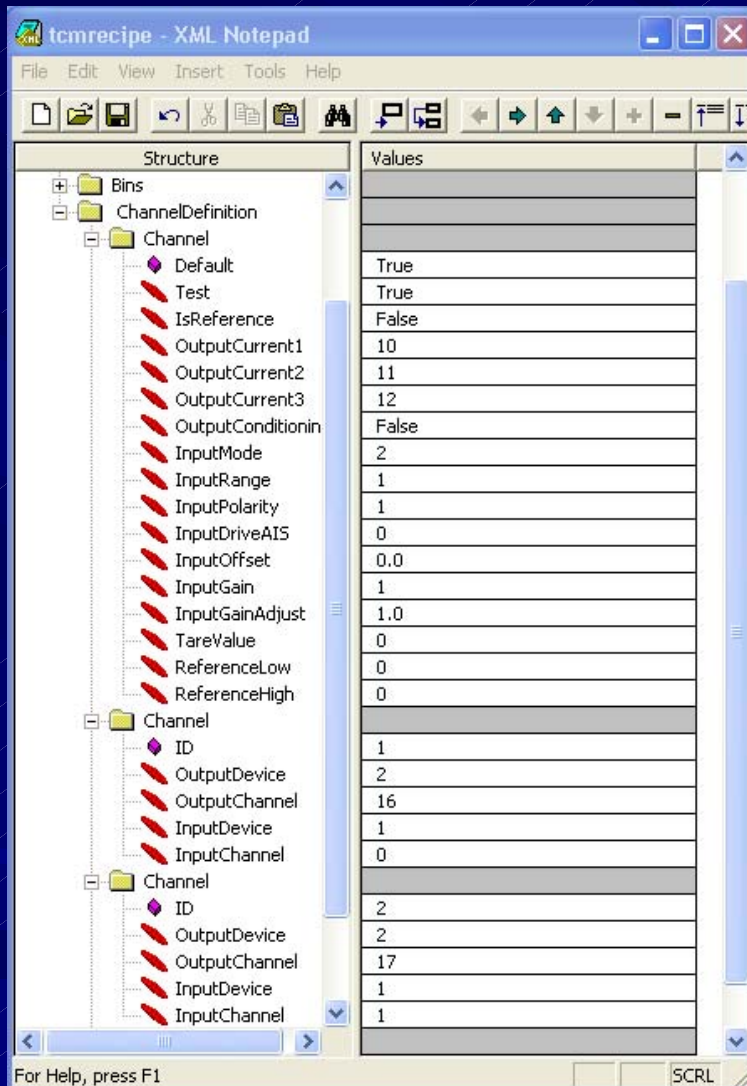 tcmrecipe - XML Notepad
File Edit View Insert Tools Help
Structure Values
Bins
ChannelDefinition
Channel
Default True
Test True
IsReference False
OutputCurrent1 10
OutputCurrent2 11
OutputCurrent3 12
OutputConditionin False
InputMode 2
InputRange 1
InputPolarity 1
InputDriveAIS 0
InputOffset 0.0
InputGain 1
InputGainAdjust 1.0
TareValue 0
ReferenceLow 0
ReferenceHigh 0
Channel
ID 1
OutputDevice 2
OutputChannel 16
InputDevice 1
InputChannel 0
Channel
ID 2
OutputDevice 2
OutputChannel 17
InputDevice 1
InputChannel 1
For Help, press F1 SCRL